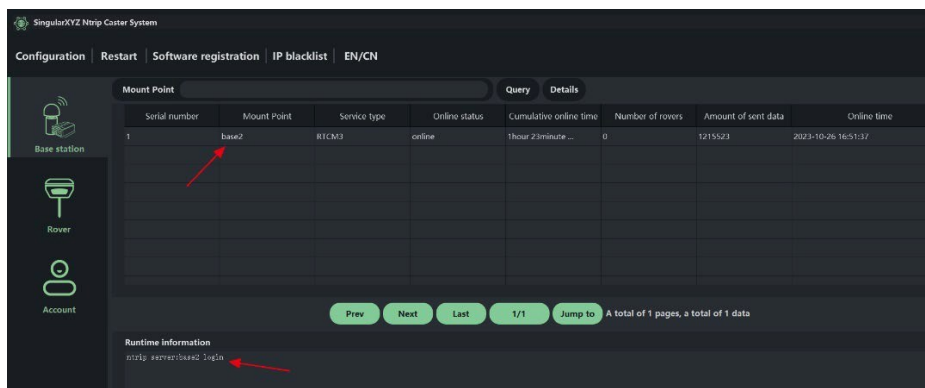 SingularXYZ Ntrip Caster System
Configuration Restart Software registration IP blacklist EN/CN
Mount Point Query Details
Serial number Mount Point Service type Online status Cumulative online time Number of rovers Amount of sent data Online time
1 base2 RTCM3 online 1hour 23minute ... 0 1215523 2023-10-26 16:51:37
Base station
Rover
Account
Prev Next Last 1/1 Jump to A total of 1 pages, a total of 1 data
Runtime information
ntrip server:base2 login